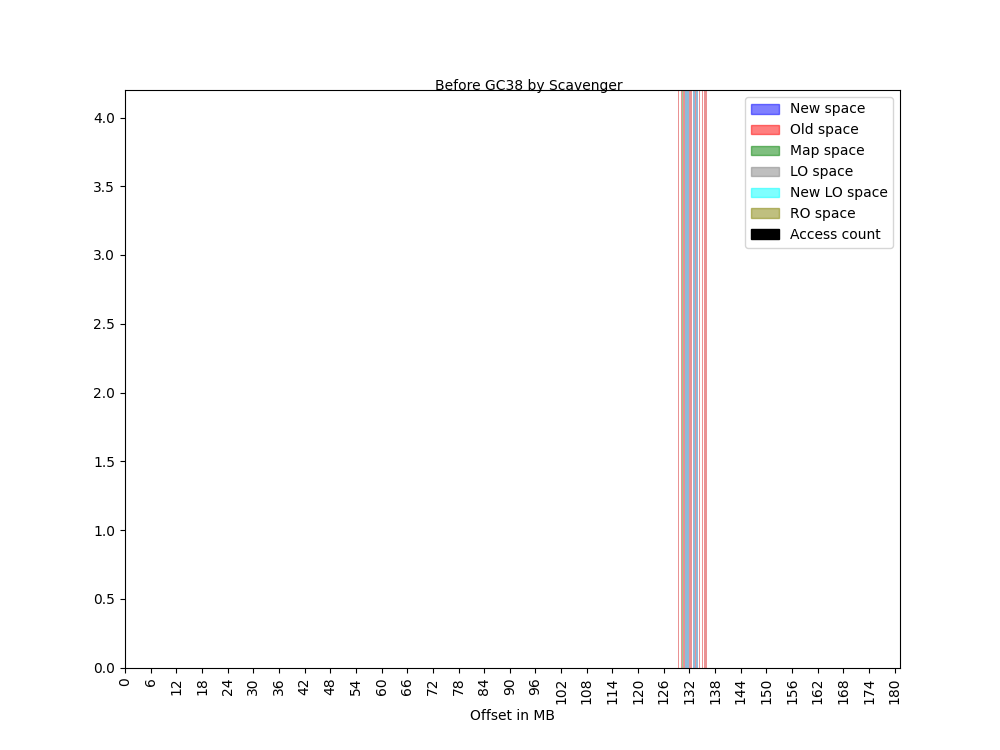 Before GC38 by Scavenger
New space
Old space
Map space
LO space
New LO space
RO space
Access count
4.0
3.5
3.0
2.5
2.0
1.5
1.0
0.5
0.0
0 6 12 18 24 30 36 42 48 54 60 66 72 78 84 90 96 102 108 114 120 126 132 138 144 150 156 162 168 174 180
Offset in MB